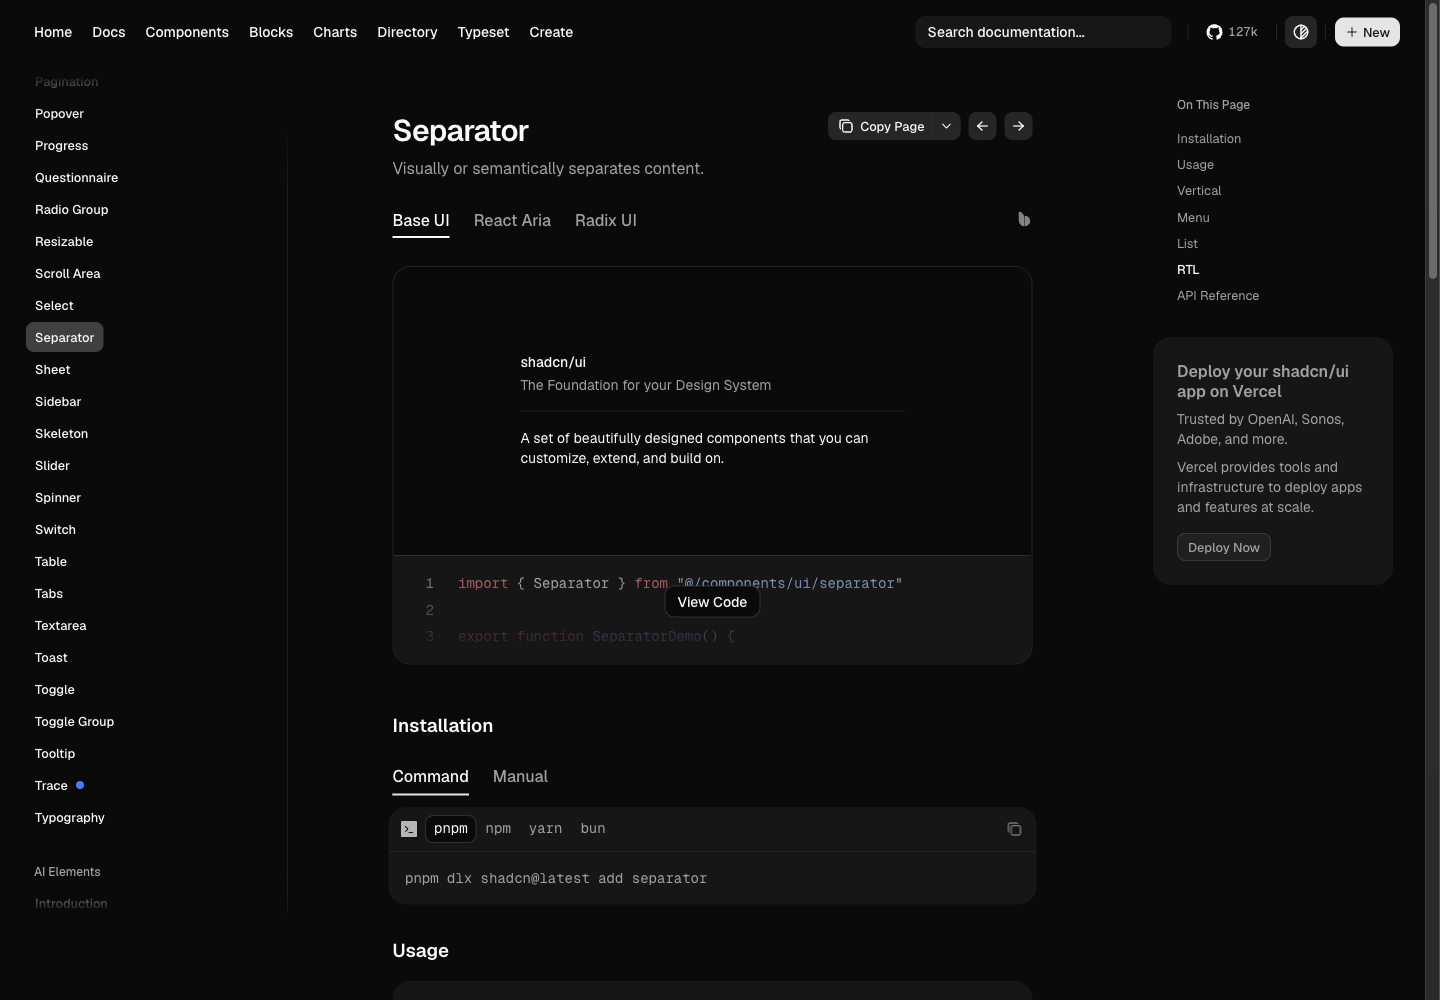 Home Docs Components Blocks Charts Directory Typeset Create
Search documentation...
127k
New
Pagination
Popover
Progress
Questionnaire
Radio Group
Resizable
Scroll Area
Select
Separator
Sheet
Sidebar
Skeleton
Slider
Spinner
Switch
Table
Tabs
Textarea
Toast
Toggle
Toggle Group
Tooltip
Trace
Typography
AI Elements
Introduction
Separator
Copy Page
Visually or semantically separates content.
Base UI React Aria Radix UI
shadcn/ui
The Foundation for your Design System
A set of beautifully designed components that you can
customize, extend, and build on.
1 import { Separator } from "@/components/ui/separator"
2
View Code
3 export function SeparatorDemo() {
Installation
Command Manual
pnpm npm yarn bun
pnpm dlx shadcn@latest add separator
Usage
On This Page
Installation
Usage
Vertical
Menu
List
RTL
API Reference
Deploy your shadcn/ui
app on Vercel
Trusted by OpenAI, Sonos,
Adobe, and more.
Vercel provides tools and
infrastructure to deploy apps
and features at scale.
Deploy Now